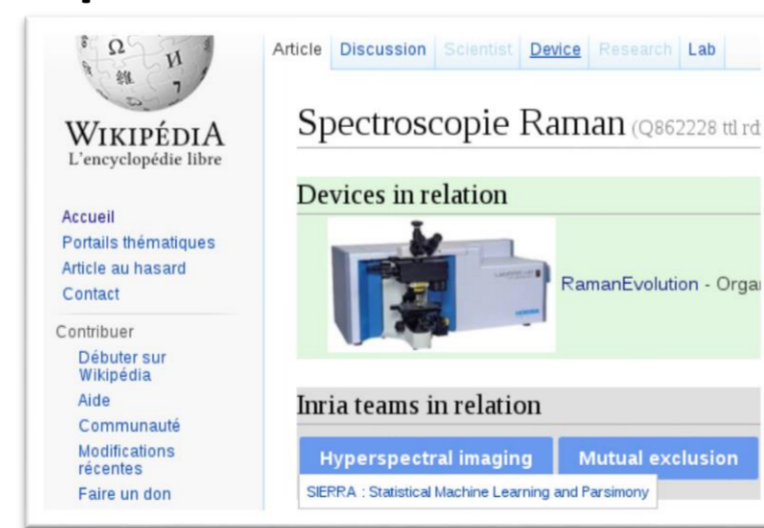 Ω
И
維
7
WIKIPÉDIA
L'encyclopédie libre
Accueil
Portails thématiques
Article au hasard
Contact
Contribuer
Débuter sur
Wikipédia
Aide
Communauté
Modifications
récentes
Faire un don
Article Discussion Scientist Device Research Lab
Spectroscopie Raman (Q862228 ttl rd
Devices in relation
RamanEvolution - Orga
Inria teams in relation
Hyperspectral imaging Mutual exclusion
SIERRA : Statistical Machine Learning and Parsimony